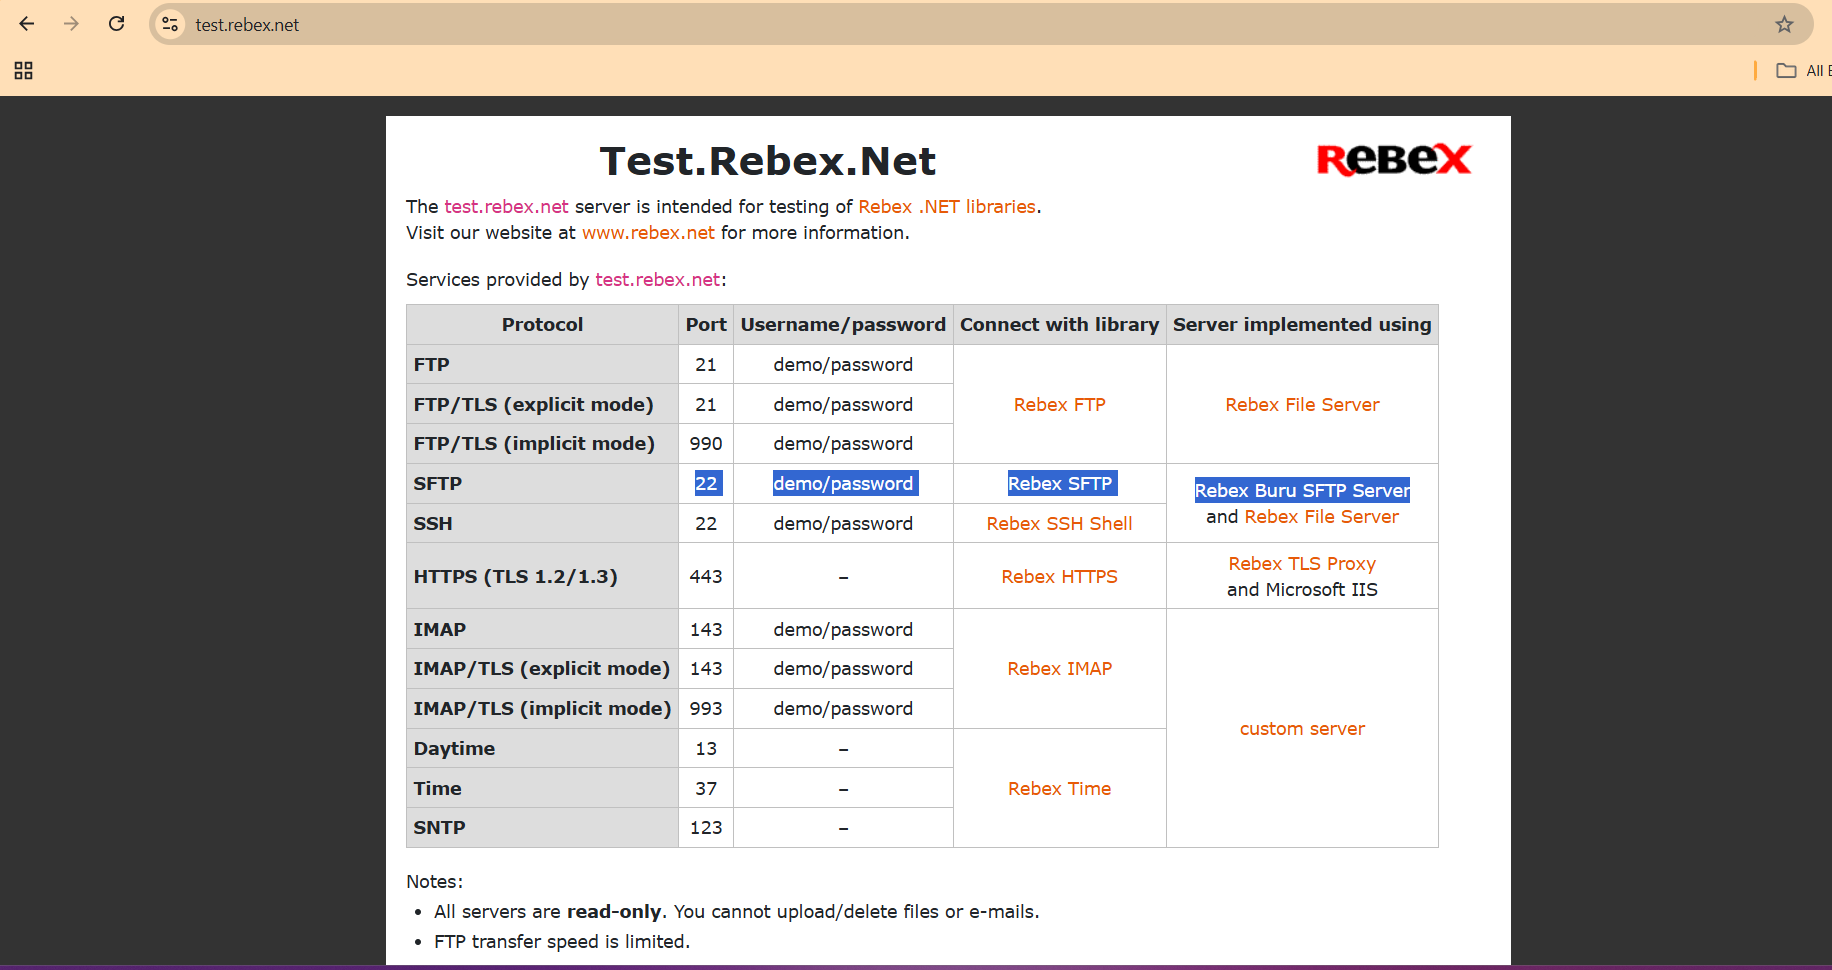 test.rebex.net
All
Test.Rebex.Net
ReBeX
The test.rebex.net server is intended for testing of Rebex .NET libraries.
Visit our website at www.rebex.net for more information.
Services provided by test.rebex.net:
Protocol Port Username/password Connect with library Server implemented using
FTP 21 demo/password
FTP/TLS (explicit mode) 21 demo/password Rebex FTP Rebex File Server
FTP/TLS (implicit mode) 990 demo/password
SFTP 22 demo/password Rebex SFTP Rebex Buru SFTP Server
and Rebex File Server
SSH 22 demo/password Rebex SSH Shell
HTTPS (TLS 1.2/1.3) 443 – Rebex HTTPS Rebex TLS Proxy
and Microsoft IIS
IMAP 143 demo/password
IMAP/TLS (explicit mode) 143 demo/password Rebex IMAP
IMAP/TLS (implicit mode) 993 demo/password
custom server
Daytime 13 –
Time 37 – Rebex Time
SNTP 123 –
Notes:
• All servers are read-only. You cannot upload/delete files or e-mails.
• FTP transfer speed is limited.